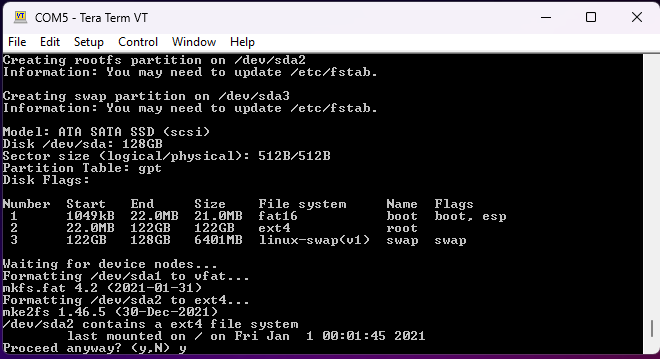 COM5 - Tera Term VT
File Edit Setup Control Window Help
Creating rootfs partition on /dev/sda2
Information: You may need to update /etc/fstab.
Creating swap partition on /dev/sda3
Information: You may need to update /etc/fstab.
Model: ATA SATA SSD (scsi)
Disk /dev/sda: 128GB
Sector size (logical/physical): 512B/512B
Partition Table: gpt
Disk Flags:
Number  Start   End     Size    File system     Name  Flags
 1      1049kB  22.0MB  21.0MB  fat16           boot  boot, esp
 2      22.0MB  122GB   122GB   ext4            root
 3      122GB   128GB   6401MB  linux-swap(v1)  swap  swap
Waiting for device nodes...
Formatting /dev/sda1 to vfat...
mkfs.fat 4.2 (2021-01-31)
Formatting /dev/sda2 to ext4...
mke2fs 1.46.5 (30-Dec-2021)
/dev/sda2 contains a ext4 file system
        last mounted on / on Fri Jan  1 00:01:45 2021
Proceed anyway? (y,N) y